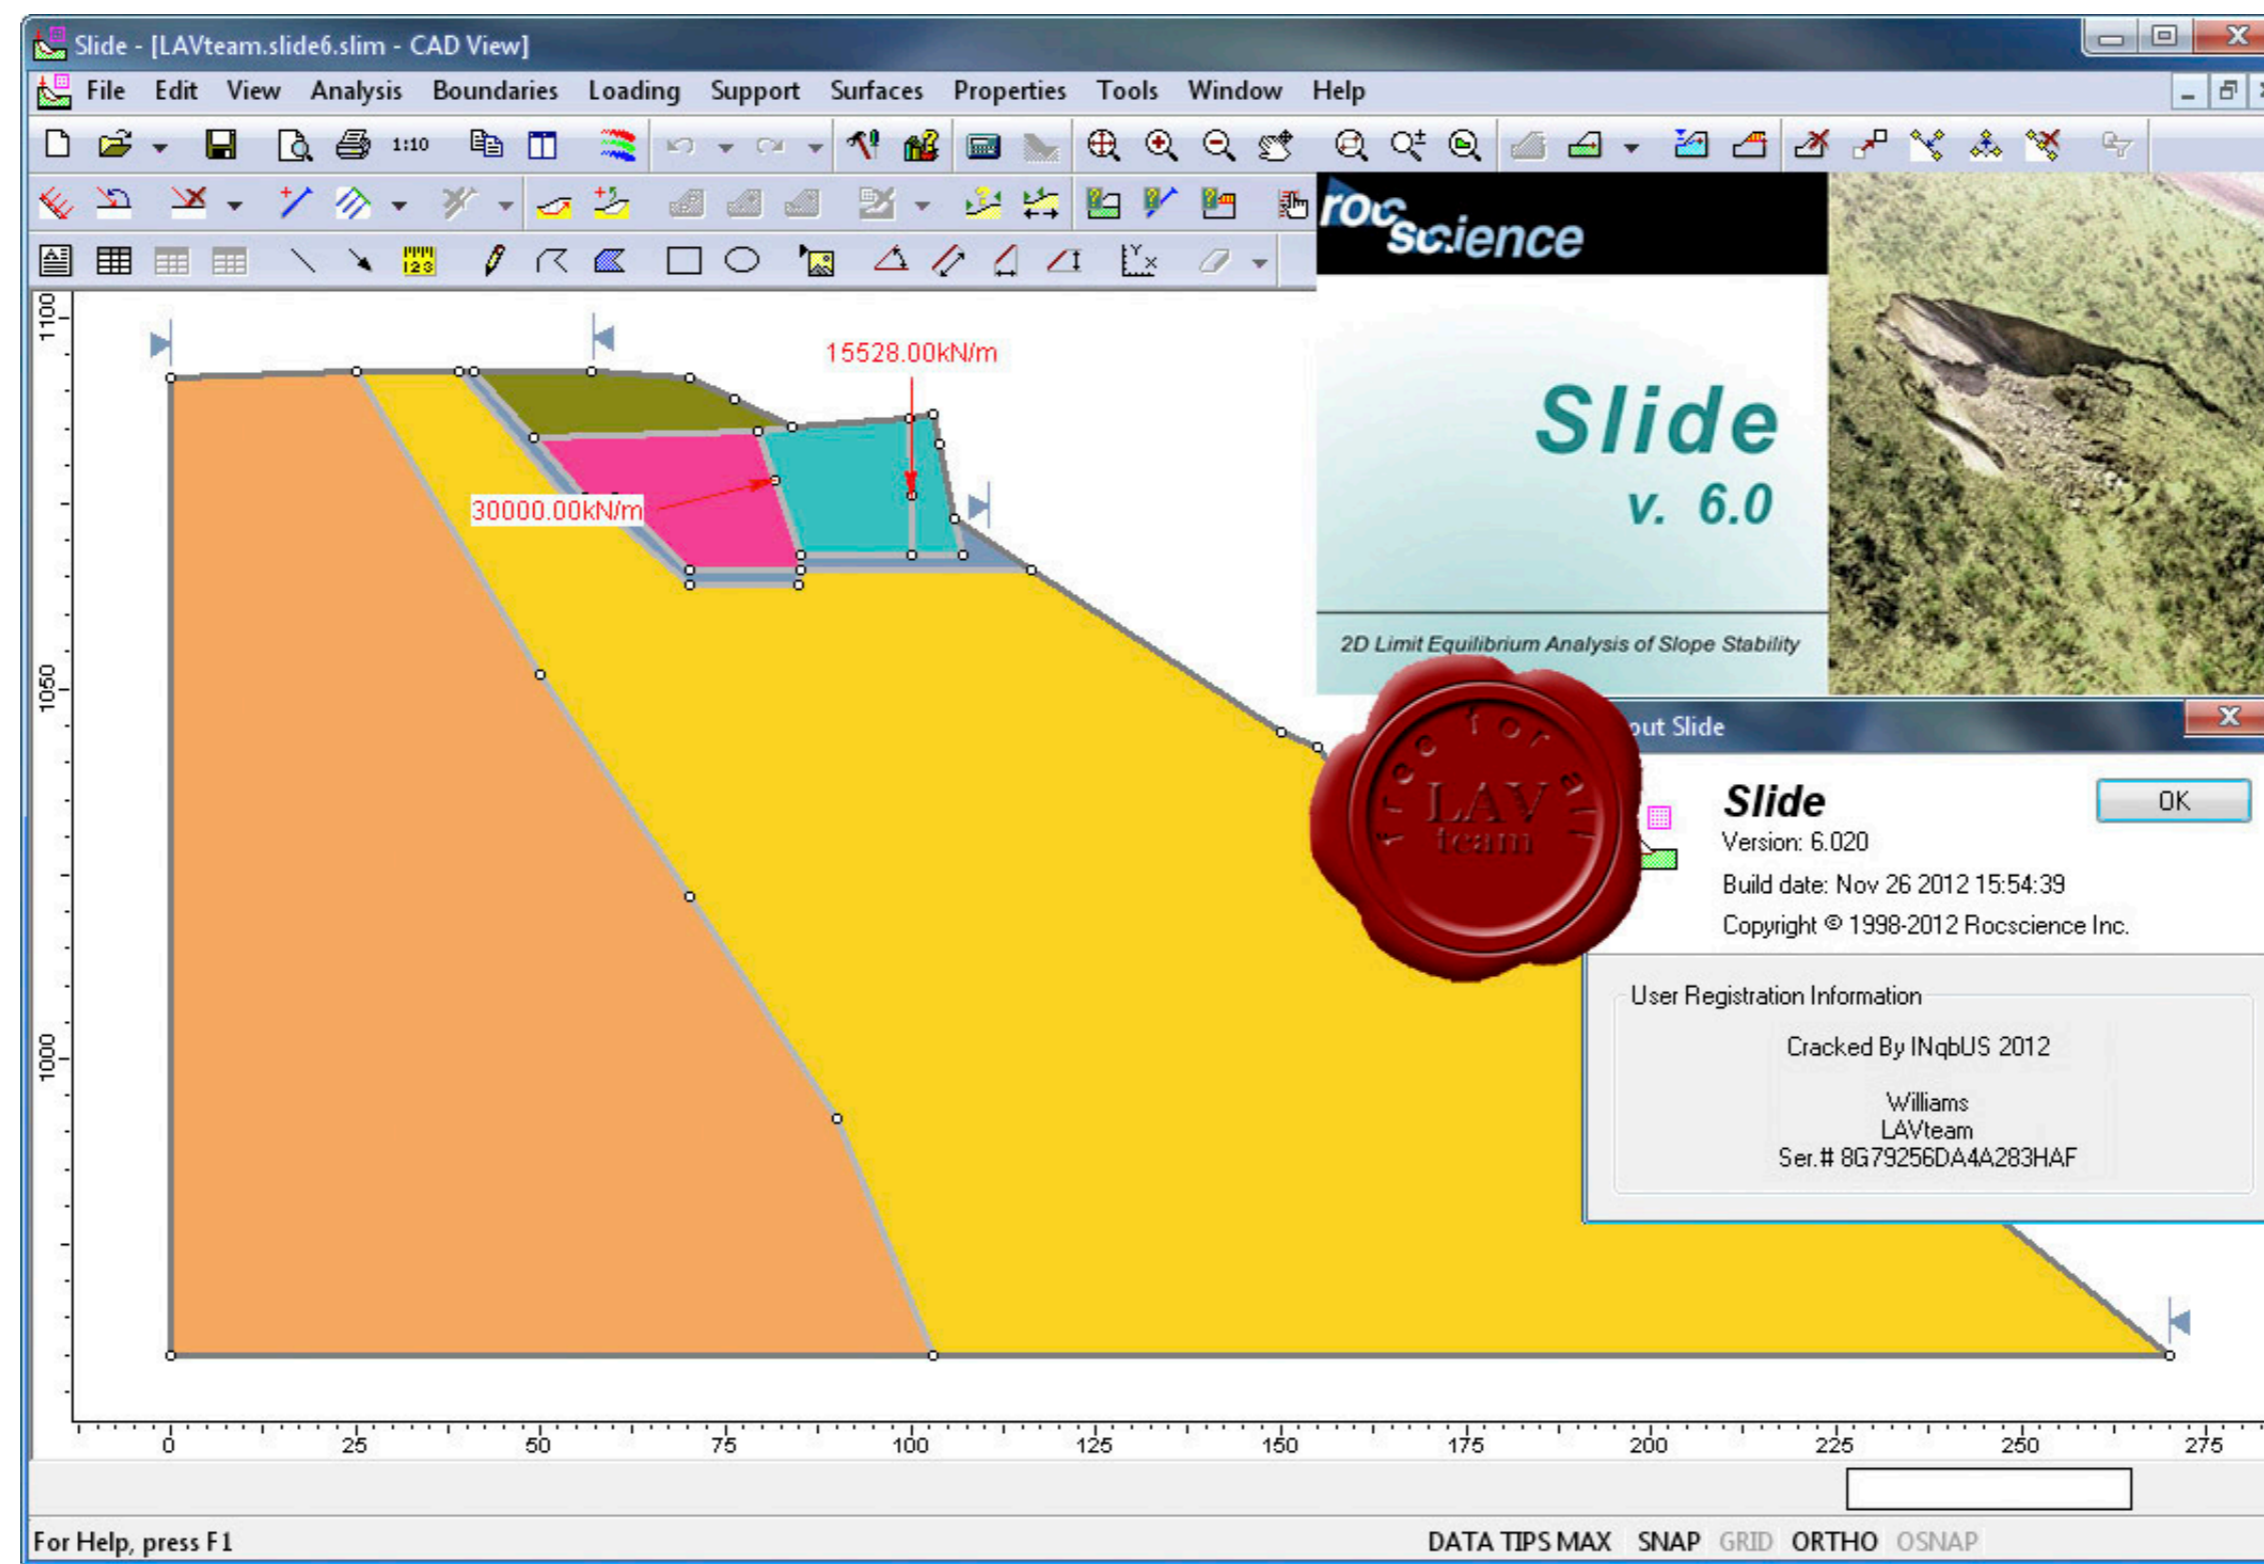 Slide - [LAVteam.slide6.slim - CAD View]
File Edit View Analysis Boundaries Loading Support Surfaces Properties Tools Window Help
1:10
123
rocscience
Slide
v. 6.0
2D Limit Equilibrium Analysis of Slope Stability
1100
1050
1000
15528.00kN/m
30000.00kN/m
free for all
LAV
team
out Slide
Slide
OK
Version: 6.020
Build date: Nov 26 2012 15:54:39
Copyright © 1998-2012 Rocscience Inc.
User Registration Information
Cracked By INqbUS 2012
Williams
LAVteam
Ser.# 8G79256DA4A283HAF
0 25 50 75 100 125 150 175 200 225 250 275
For Help, press F1
DATA TIPS MAX SNAP GRID ORTHO OSNAP